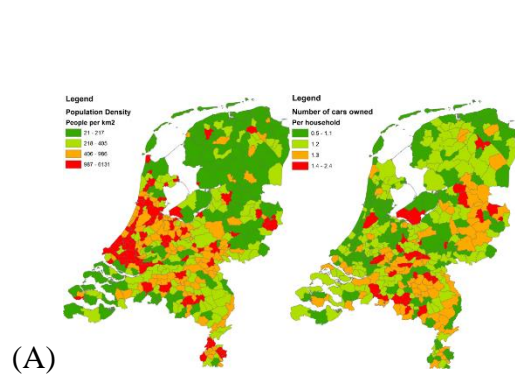 Legend
Population Density
People per km2
21 - 217
218 - 405
406 - 986
987 - 6131
Legend
Number of cars owned
Per household
0.5 - 1.1
1.2
1.3
1.4 - 2.4
(A)